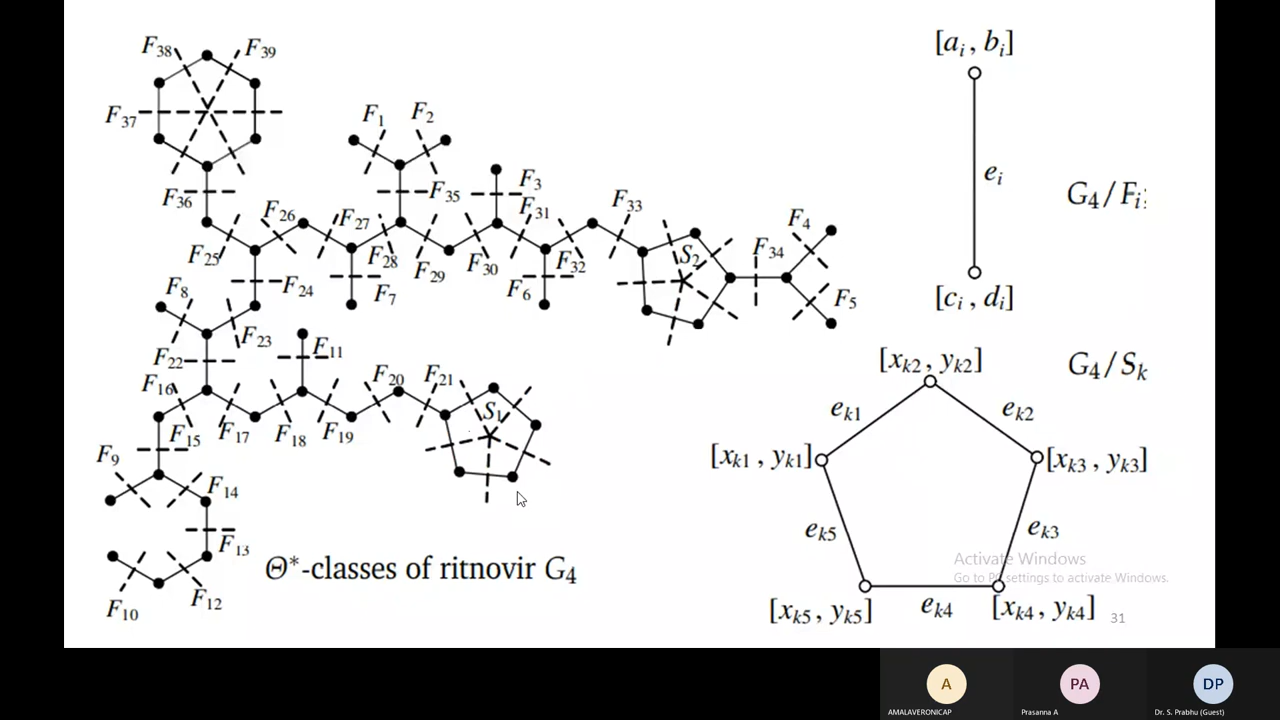 F38
F39
F37
F36
F1
F2
F35
F3
F31
F33
F26
F27
F25
F28
F29
F30
F32
S2
F34
F4
F5
F24
F7
F6
F8
F23
F22
F11
F16
F20
F21
F15
F17
F18
F19
S1
F9
F14
F13
F10
F12
Θ*-classes of ritnovir G4
[ai, bi]
ei
G4/Fi:
[ci, di]
G4/Sk
[xk2, yk2]
ek1
ek2
[xk1, yk1]
[xk3, yk3]
ek5
ek3
[xk5, yk5]
ek4
[xk4, yk4]
Activate Windows
Go to PC settings to activate Windows.
31
A
PA
DP
AMALAVERONICAP
Prasanna A
Dr. S. Prabhu (Guest)